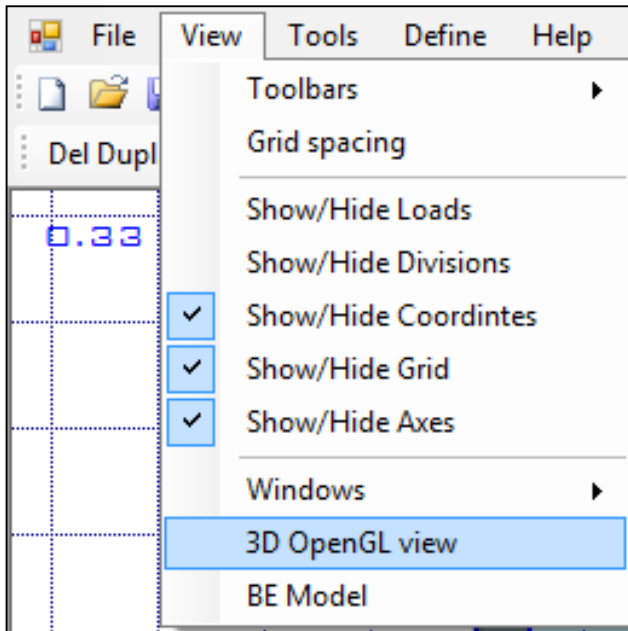 File View Tools Define Help
Toolbars
Grid spacing
Del Dupl
Show/Hide Loads
0.33
Show/Hide Divisions
Show/Hide Coordintes
Show/Hide Grid
Show/Hide Axes
Windows
3D OpenGL view
BE Model